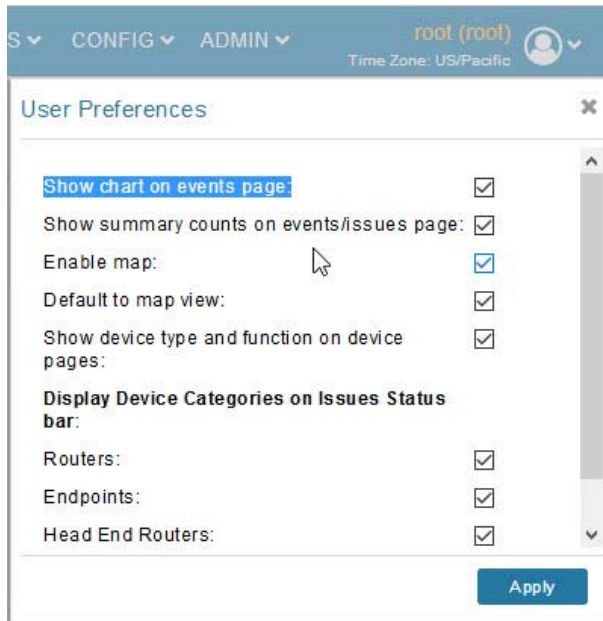 S CONFIG ADMIN root (root)
Time Zone: US/Pacific
User Preferences
Show chart on events page:
Show summary counts on events/issues page:
Enable map:
Default to map view:
Show device type and function on device
pages:
Display Device Categories on Issues Status
bar:
Routers:
Endpoints:
Head End Routers:
Apply